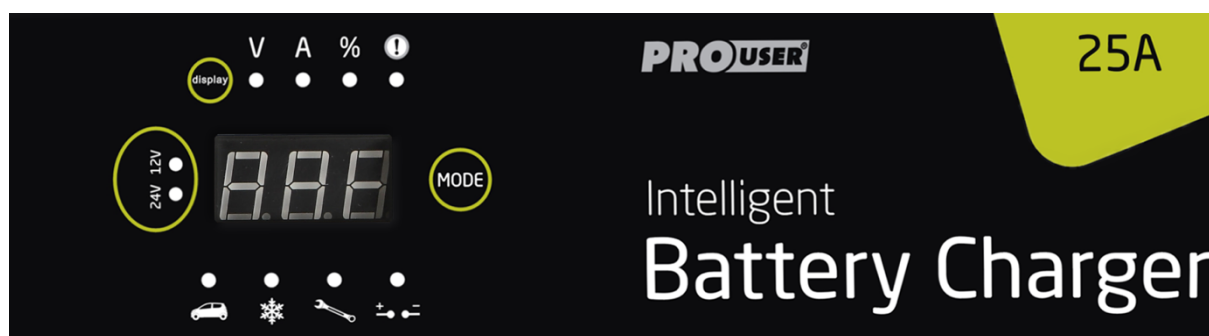 V A % !
display
12V
24V
MODE
+ -
PROUSER®
25A
Intelligent
Battery Charger